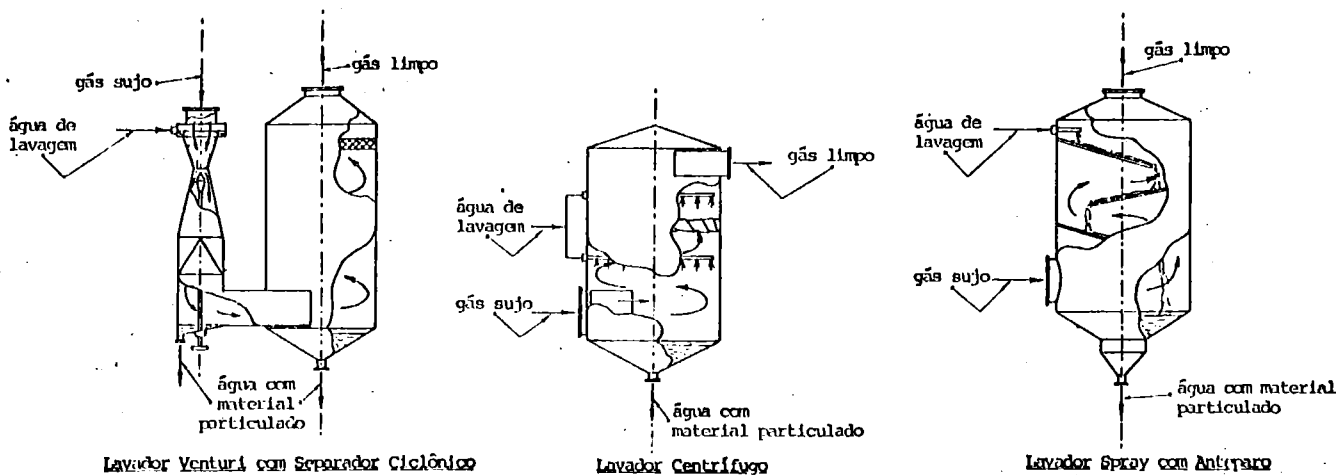 gás sujo
gás limpo
água de
lavagem
água com
material
particulado
Lavador Venturi com Separador Ciclônico
gás limpo
água de
lavagem
gás sujo
água com
material particulado
Lavador Centrífugo
gás limpo
água de
lavagem
gás sujo
água com material
particulado
Lavador Spray com Antiparo